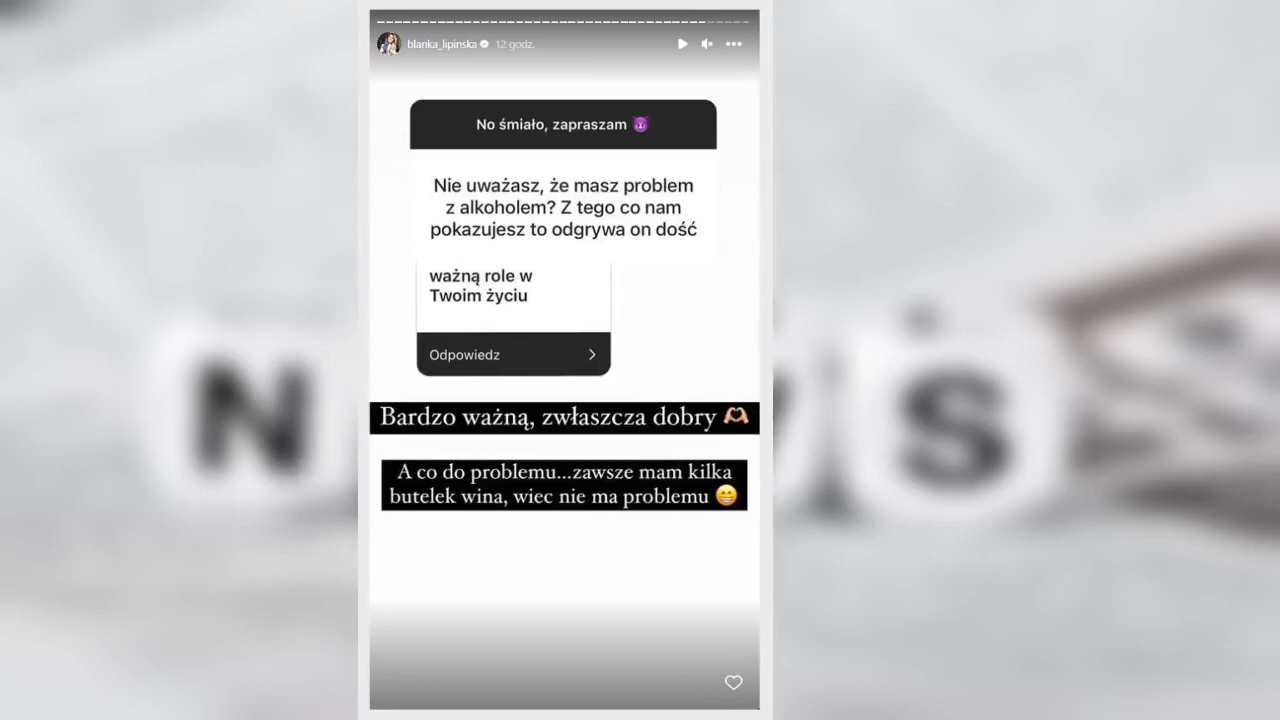 blanka_lipinska 12 godz.
No śmiało, zapraszam 😈
Nie uważasz, że masz problem
z alkoholem? Z tego co nam
pokazujesz to odgrywa on dość
ważną role w
Twoim życiu
Odpowiedz
Bardzo ważną, zwłaszcza dobry 🫶
A co do problemu...zawsze mam kilka
butelek wina, wiec nie ma problemu 😁
N S